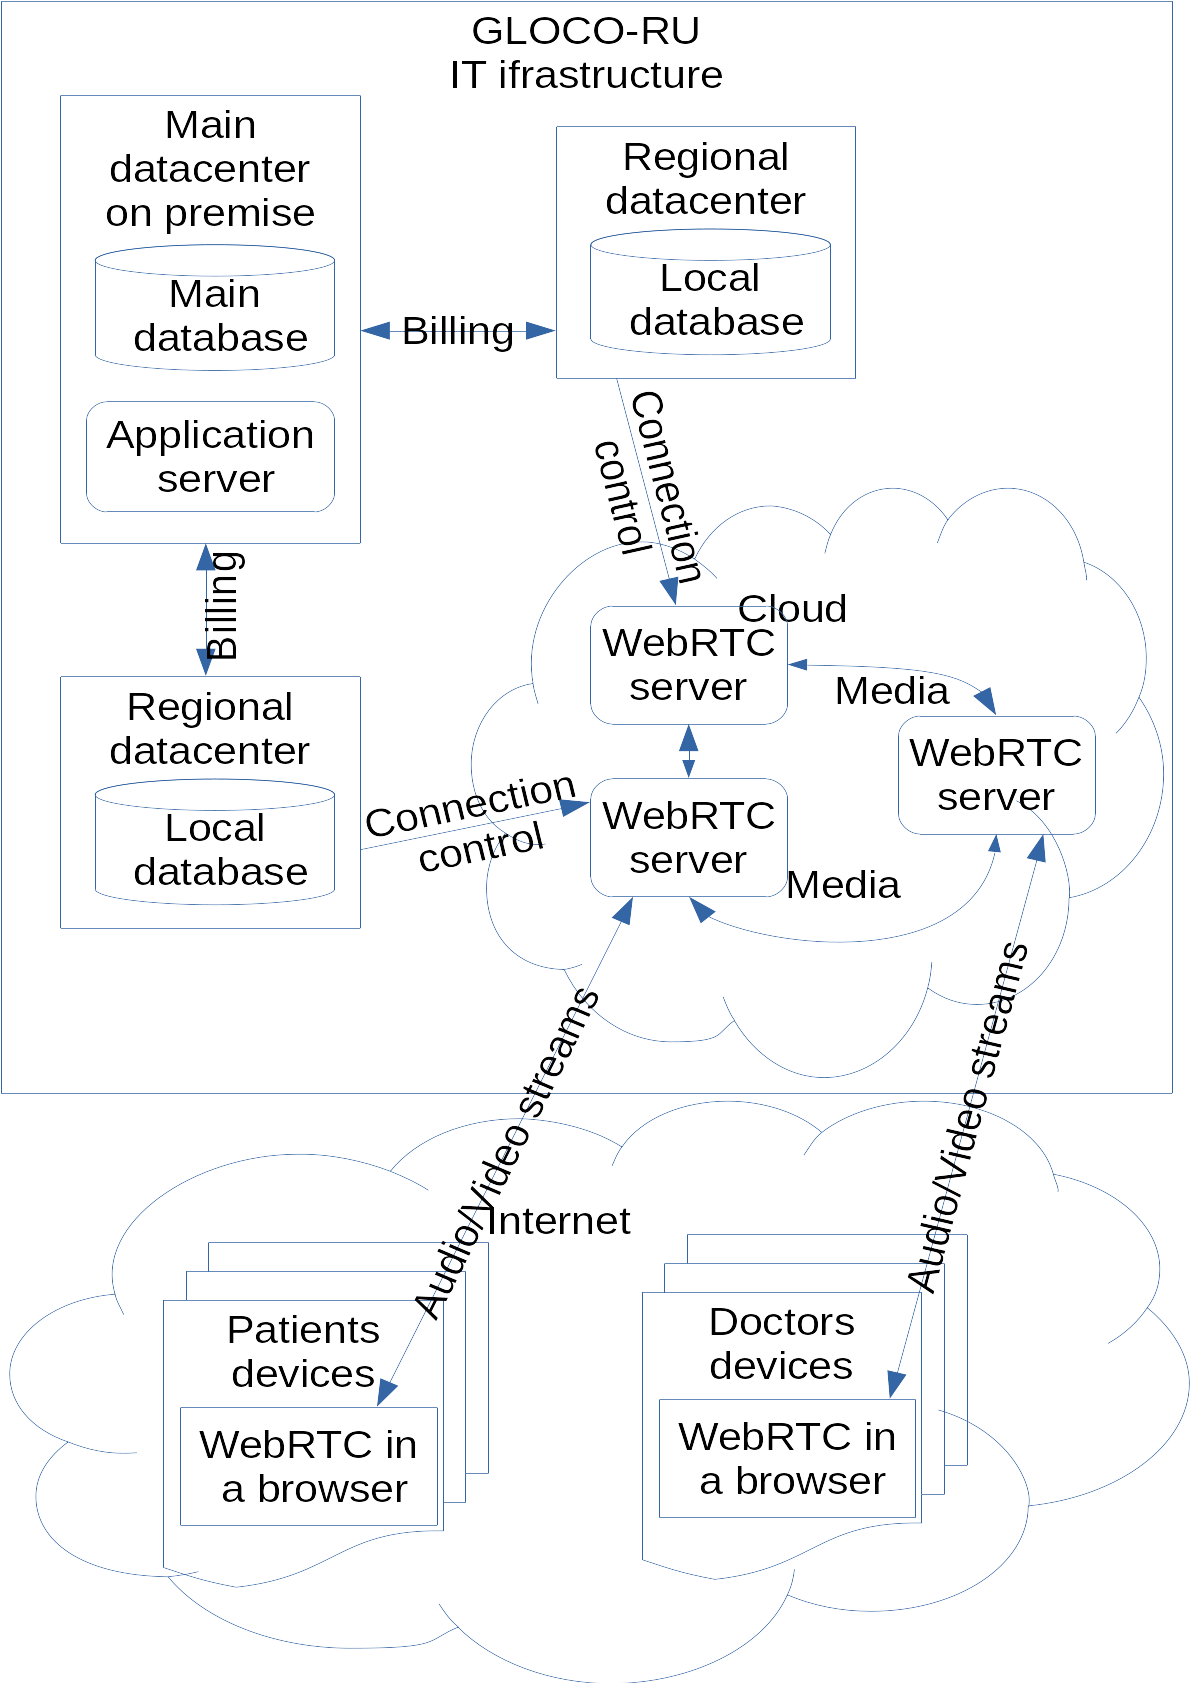 GLOCO-RU
IT ifrastructure
Main
datacenter
on premise
Main
database
Application
server
Billing
Regional
datacenter
Local
database
Connection
control
Billing
Regional
datacenter
Local
database
Connection
control
Cloud
WebRTC
server
Media
WebRTC
server
WebRTC
server
Media
Audio/Video streams
Audio/Video streams
Internet
Patients
devices
WebRTC in
a browser
Doctors
devices
WebRTC in
a browser